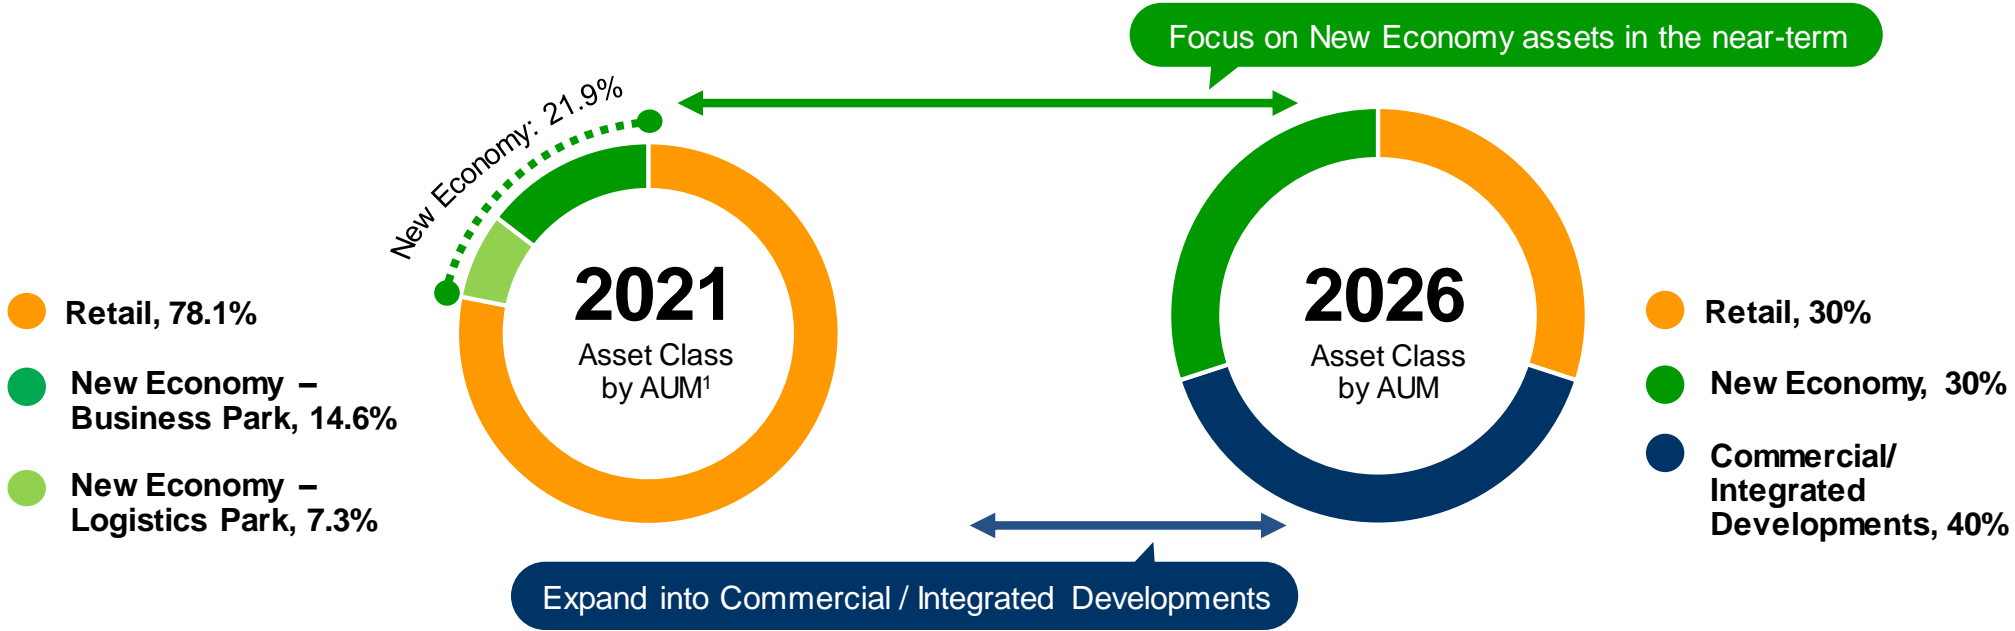 Focus on New Economy assets in the near-term
New Economy: 21.9%
2021
Asset Class
by AUM¹
Retail, 78.1%
New Economy –
Business Park, 14.6%
New Economy –
Logistics Park, 7.3%
2026
Asset Class
by AUM
Retail, 30%
New Economy, 30%
Commercial/
Integrated
Developments, 40%
Expand into Commercial / Integrated Developments